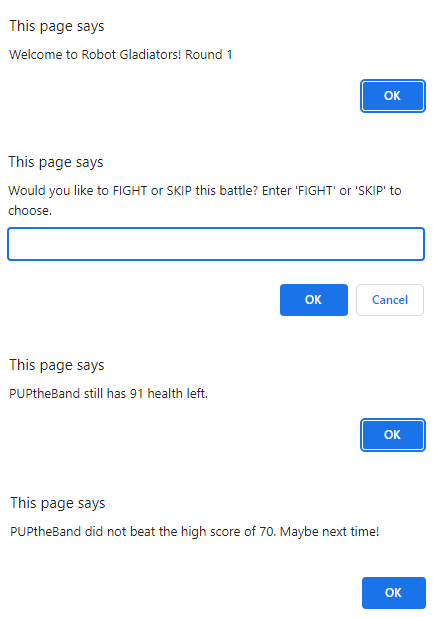 This page says
Welcome to Robot Gladiators! Round 1
OK
This page says
Would you like to FIGHT or SKIP this battle? Enter 'FIGHT' or 'SKIP' to
choose.
OK Cancel
This page says
PUPtheBand still has 91 health left.
OK
This page says
PUPtheBand did not beat the high score of 70. Maybe next time!
OK